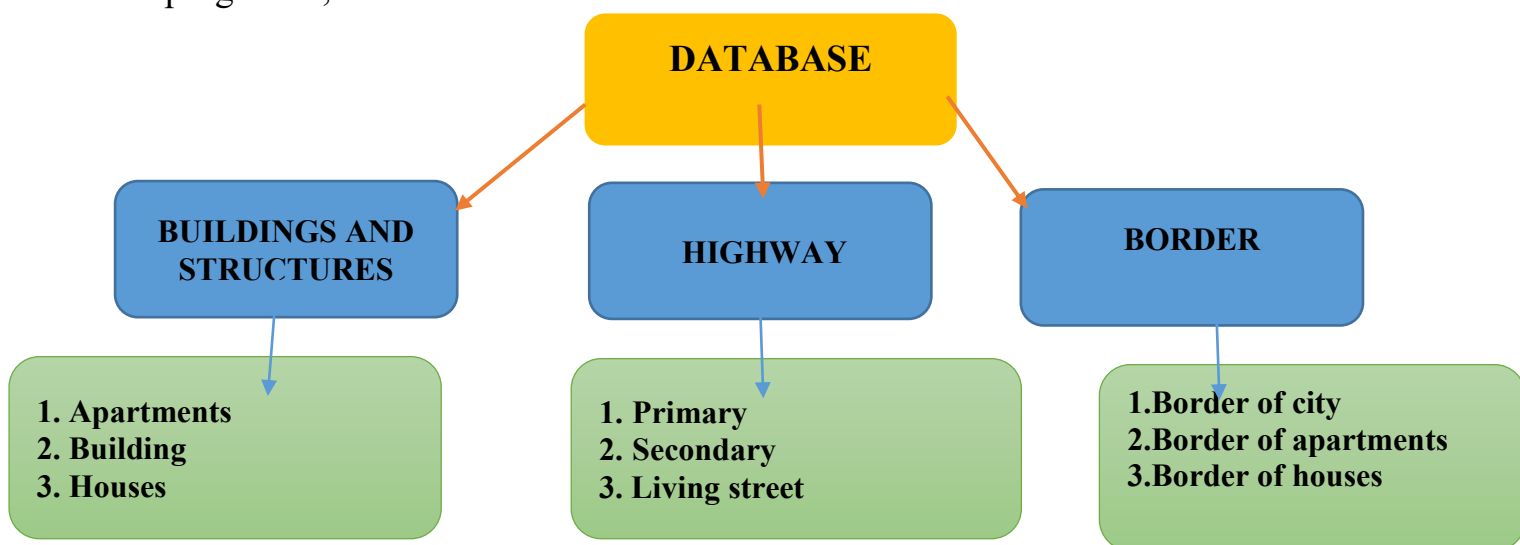 DATABASE
BUILDINGS AND
STRUCTURES
HIGHWAY
BORDER
1. Apartments
2. Building
3. Houses
1. Primary
2. Secondary
3. Living street
1.Border of city
2.Border of apartments
3.Border of houses